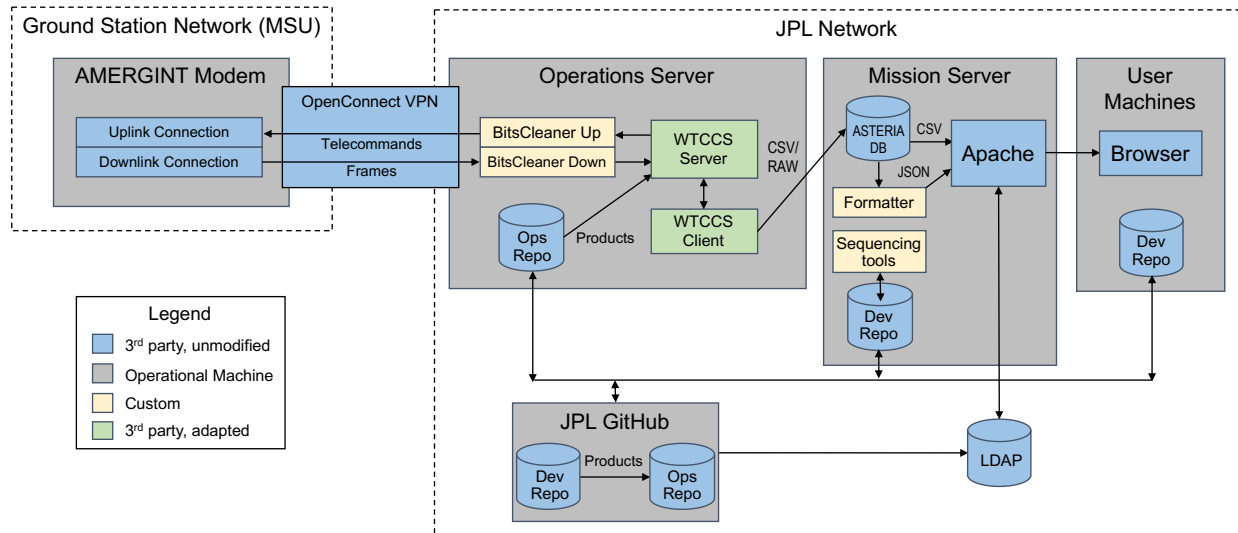 Ground Station Network (MSU)
AMERGINT Modem
Uplink Connection
Downlink Connection
OpenConnect VPN
Telecommands
Frames
JPL Network
Operations Server
BitsCleaner Up
BitsCleaner Down
WTCCS
Server
WTCCS
Client
Ops
Repo
Products
CSV/
RAW
Mission Server
ASTERIA
DB
CSV
JSON
Apache
Formatter
Sequencing
tools
Dev
Repo
User
Machines
Browser
Dev
Repo
Legend
3rd party, unmodified
Operational Machine
Custom
3rd party, adapted
JPL GitHub
Dev
Repo
Products
Ops
Repo
LDAP